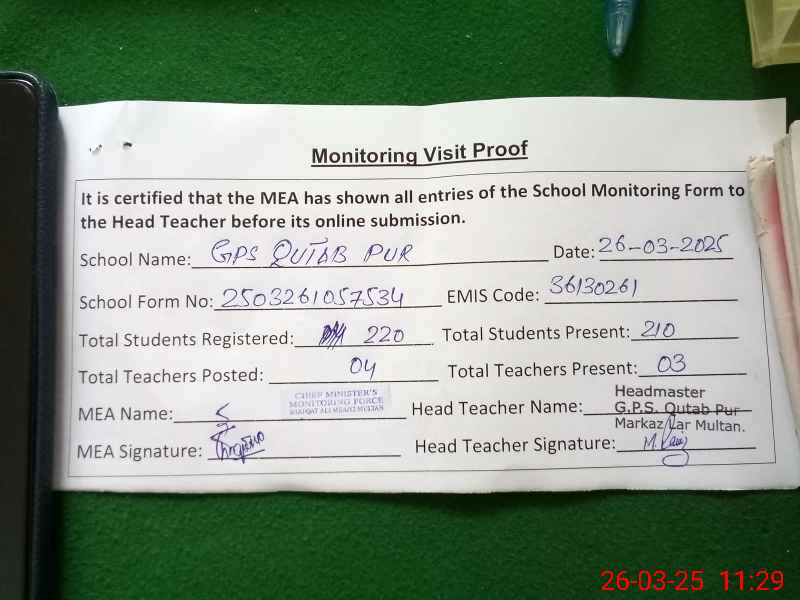 Monitoring Visit Proof
It is certified that the MEA has shown all entries of the School Monitoring Form to
the Head Teacher before its online submission.
School Name: GPS QUTAB PUR Date: 26-03-2025
School Form No: 2503261057534 EMIS Code: 36130261
Total Students Registered: 220 Total Students Present: 210
Total Teachers Posted: 04 Total Teachers Present: 03
CHIEF MINISTER'S
MONITORING FORCE
MULTAN
MEA Name: Head Teacher Name: Headmaster
G.P.S. Qutab Pur
Markaz Lar Multan.
MEA Signature: Head Teacher Signature:
26-03-25 11:29